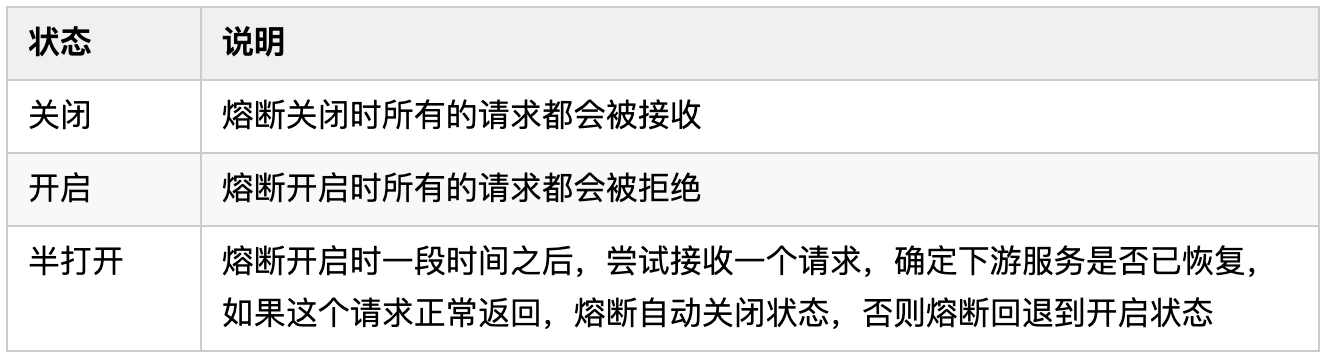 状态 说明
关闭 熔断关闭时所有的请求都会被接收
开启 熔断开启时所有的请求都会被拒绝
半打开 熔断开启时一段时间之后，尝试接收一个请求，确定下游服务是否已恢复，
如果这个请求正常返回，熔断自动关闭状态，否则熔断回退到开启状态